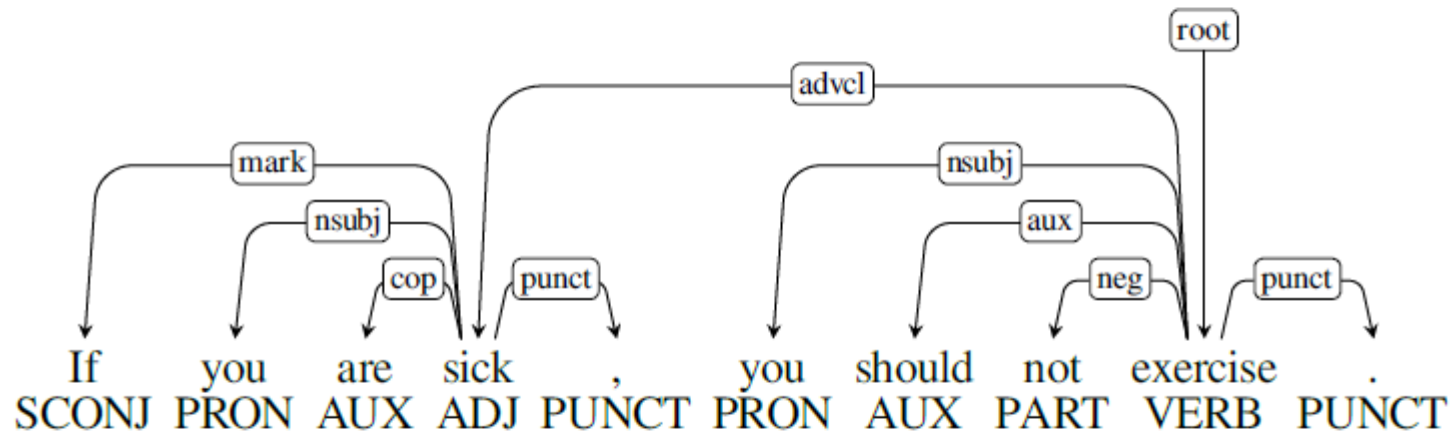 root
advcl
mark nsubj
nsubj aux
cop punct neg punct
If you are sick , you should not exercise .
SCONJ PRON AUX ADJ PUNCT PRON AUX PART VERB PUNCT